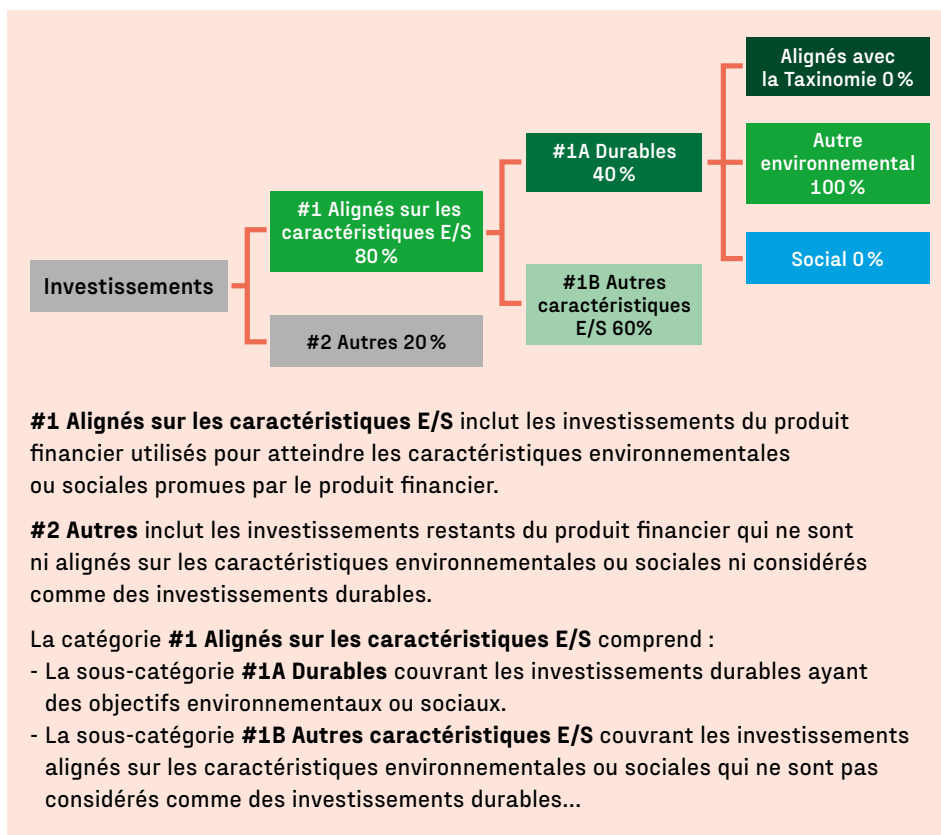 Alignés avec
la Taxinomie 0 %
Autre
environnemental
100 %
Social 0 %
#1A Durables
40 %
#1B Autres
caractéristiques
E/S 60%
#1 Alignés sur les
caractéristiques E/S
80 %
#2 Autres 20 %
Investissements
#1 Alignés sur les caractéristiques E/S inclut les investissements du produit
financier utilisés pour atteindre les caractéristiques environnementales
ou sociales promues par le produit financier.
#2 Autres inclut les investissements restants du produit financier qui ne sont
ni alignés sur les caractéristiques environnementales ou sociales ni considérés
comme des investissements durables.
La catégorie #1 Alignés sur les caractéristiques E/S comprend :
- La sous-catégorie #1A Durables couvrant les investissements durables ayant
des objectifs environnementaux ou sociaux.
- La sous-catégorie #1B Autres caractéristiques E/S couvrant les investissements
alignés sur les caractéristiques environnementales ou sociales qui ne sont pas
considérés comme des investissements durables...